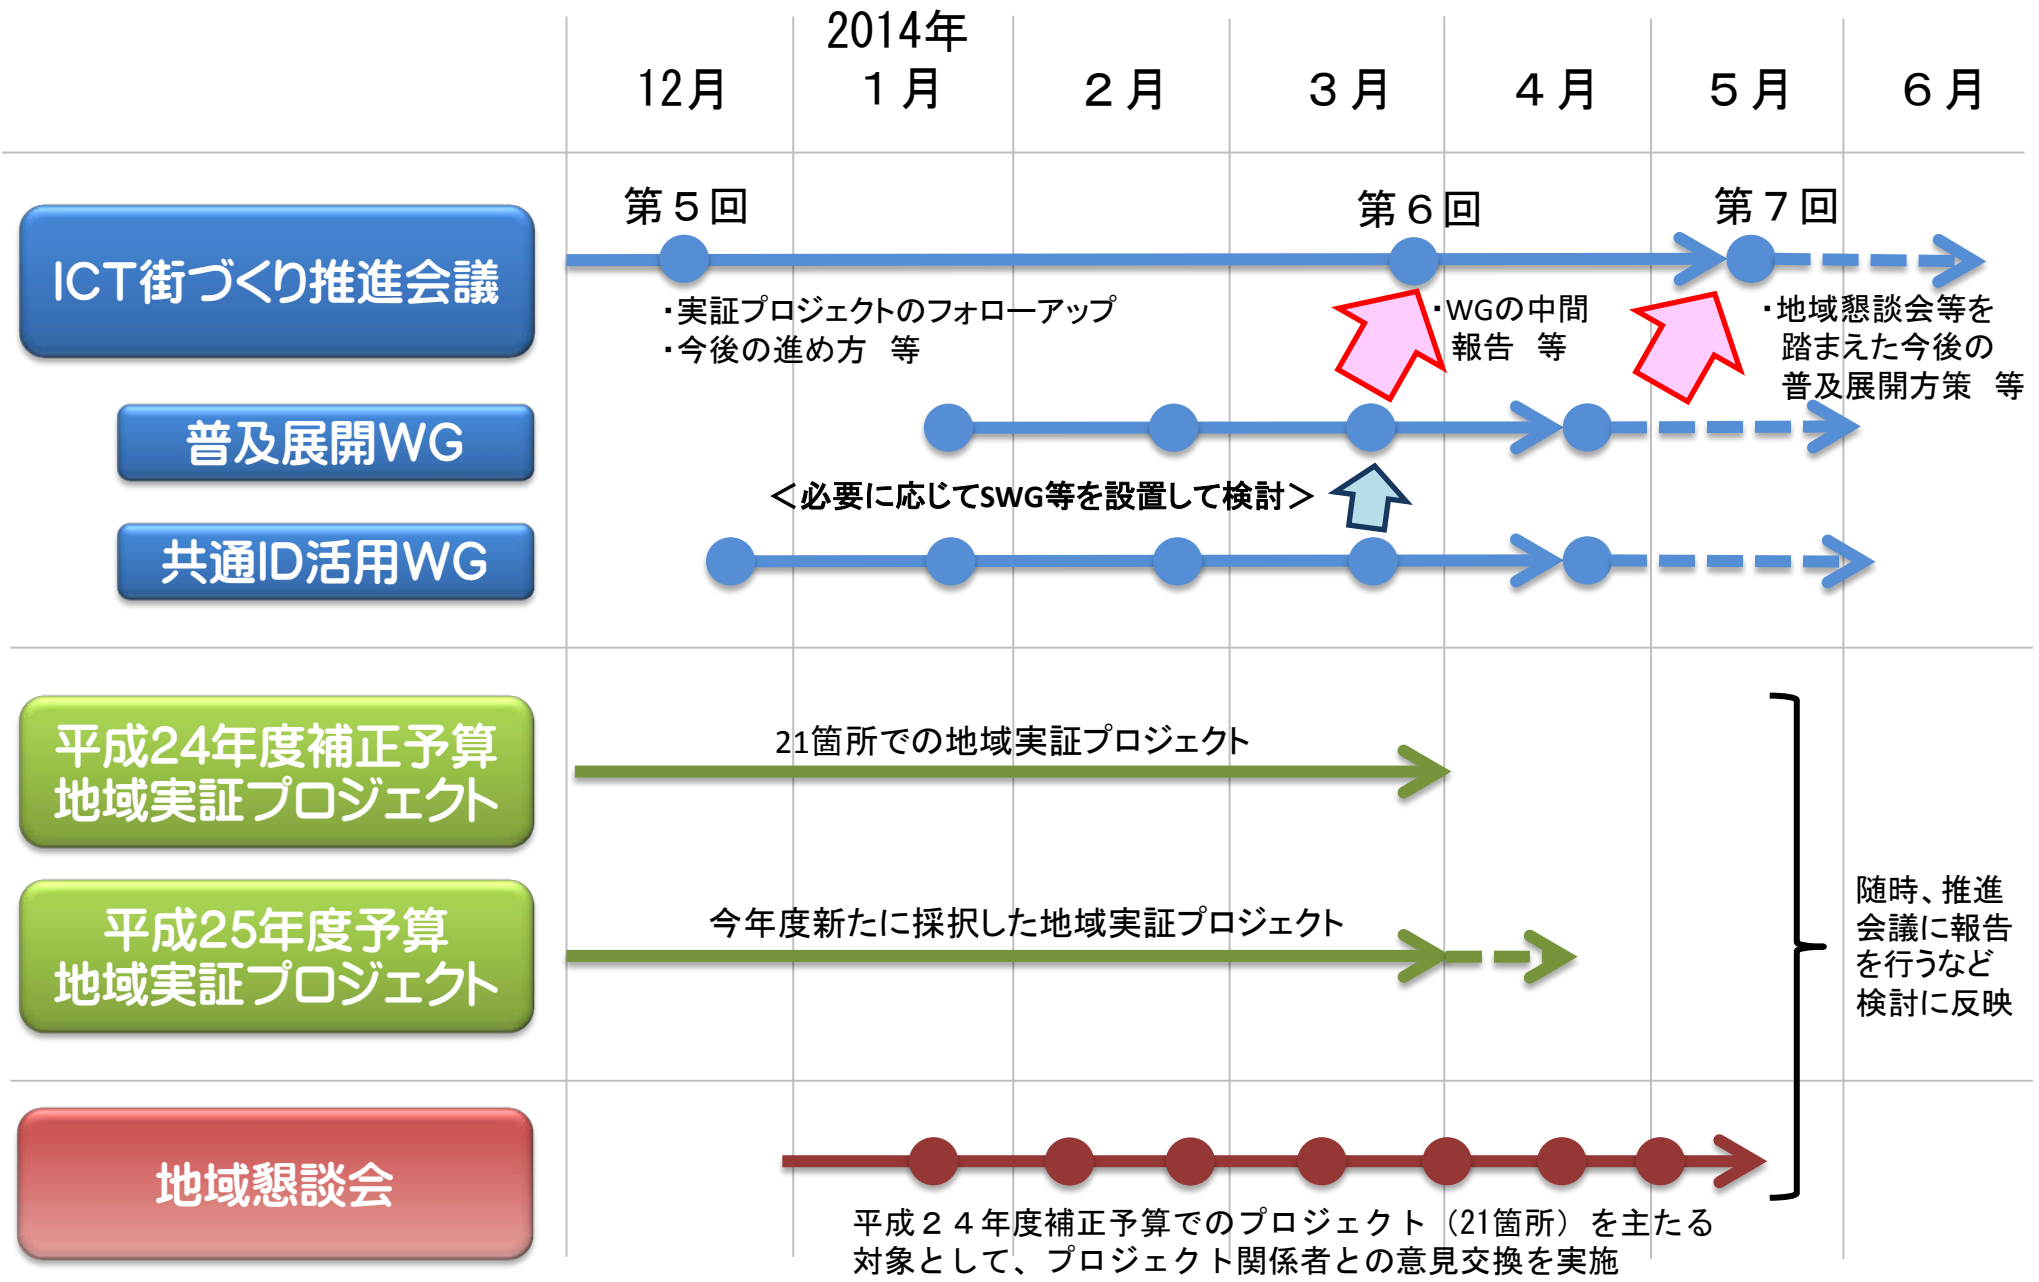 2014年
12月
１月
２月
３月
４月
５月
６月
ICT街づくり推進会議
第５回
第６回
第７回
・実証プロジェクトのフォローアップ
・今後の進め方　等
・WGの中間
報告　等
・地域懇談会等を
踏まえた今後の
普及展開方策　等
普及展開WG
＜必要に応じてSWG等を設置して検討＞
共通ID活用WG
平成24年度補正予算
地域実証プロジェクト
21箇所での地域実証プロジェクト
平成25年度予算
地域実証プロジェクト
今年度新たに採択した地域実証プロジェクト
随時、推進
会議に報告
を行うなど
検討に反映
地域懇談会
平成２４年度補正予算でのプロジェクト（21箇所）を主たる
対象として、プロジェクト関係者との意見交換を実施